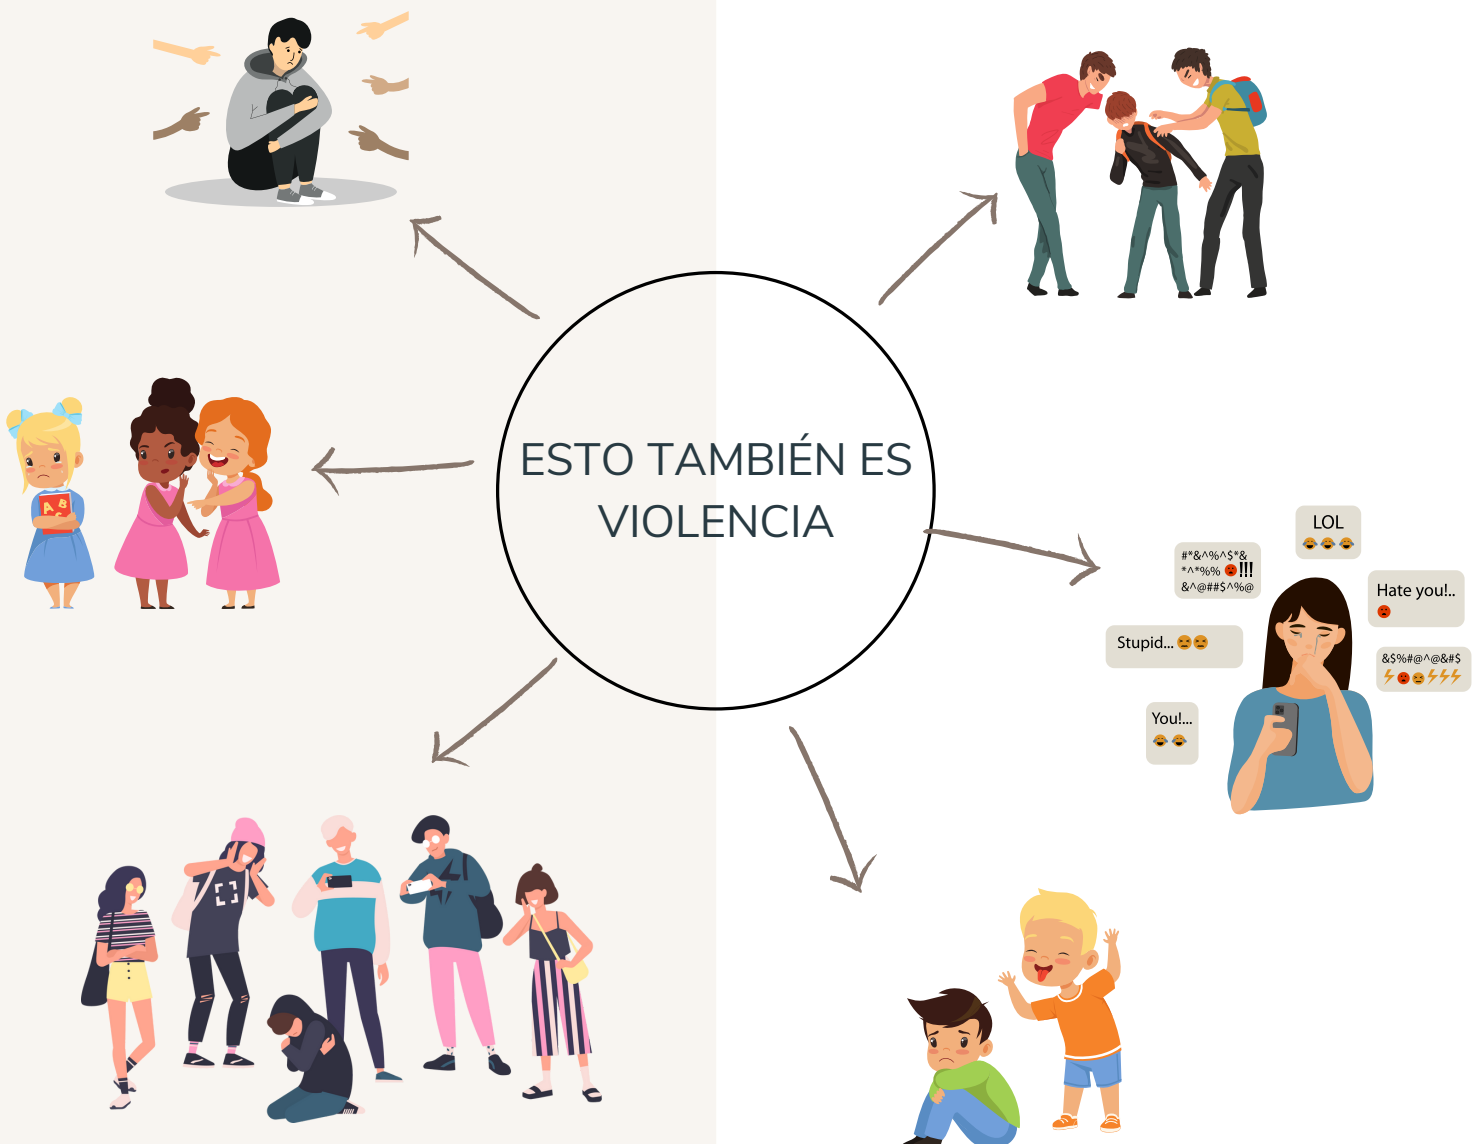 ESTO TAMBIÉN ES
VIOLENCIA
A B
C
LOL
#*&^%^$*&
*^*%% !!!
&^@##$^%@
Hate you!..
Stupid...
&$%#@^@&#$
You!...